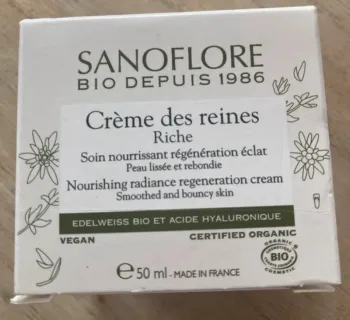 SANOFLORE
BIO DEPUIS 1986
Crème des reines
Riche
Soin nourrissant régénération éclat
Peau lissée et rebondie
Nourishing radiance regeneration cream
Smoothed and bouncy skin
EDELWEISS BIO ET ACIDE HYALURONIQUE
VEGAN
CERTIFIED ORGANIC
ORGANIC
BIO
COSMETIC
e 50 ml - MADE IN FRANCE